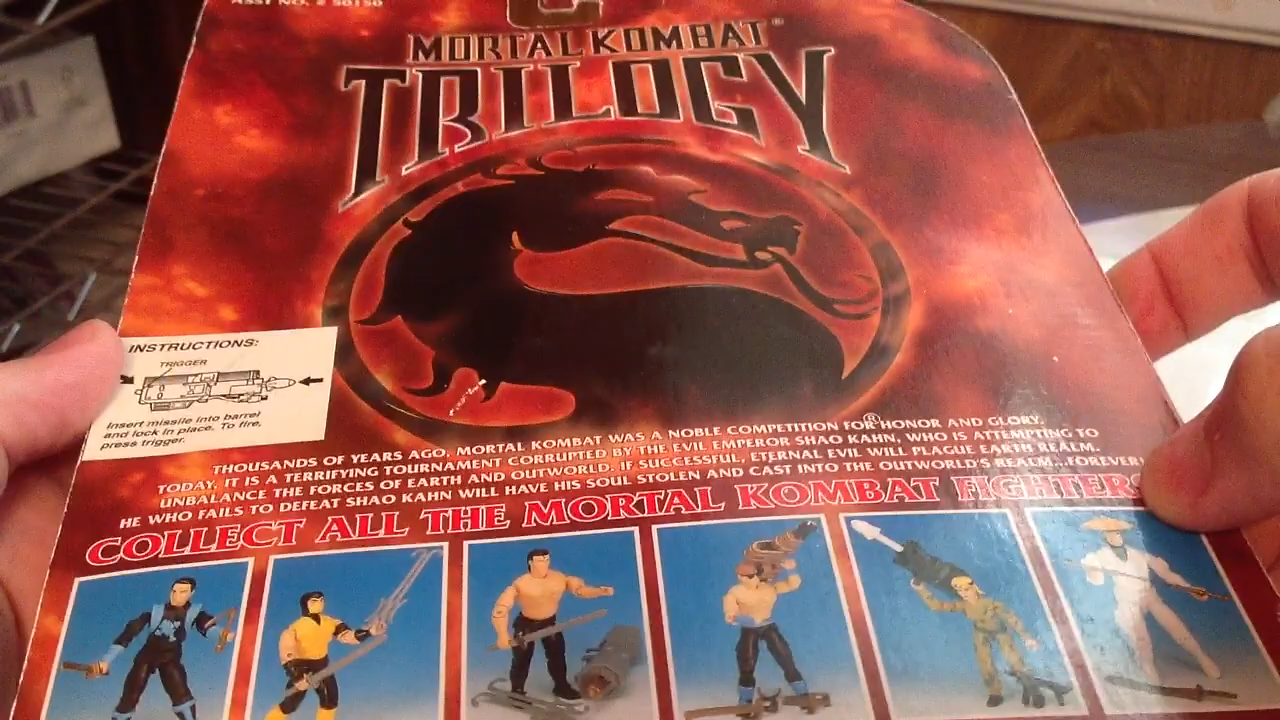 ASST NO. # 50150
MORTAL KOMBAT®
TRILOGY
INSTRUCTIONS:
TRIGGER
Insert missile into barrel
and lock in place. To fire,
press trigger.
®
THOUSANDS OF YEARS AGO, MORTAL KOMBAT WAS A NOBLE COMPETITION FOR HONOR AND GLORY.
TODAY, IT IS A TERRIFYING TOURNAMENT CORRUPTED BY THE EVIL EMPEROR SHAO KAHN, WHO IS ATTEMPTING TO
UNBALANCE THE FORCES OF EARTH AND OUTWORLD. IF SUCCESSFUL, ETERNAL EVIL WILL PLAGUE EARTH REALM.
HE WHO FAILS TO DEFEAT SHAO KAHN WILL HAVE HIS SOUL STOLEN AND CAST INTO THE OUTWORLD'S REALM...FOREVER!
COLLECT ALL THE MORTAL KOMBAT FIGHTERS